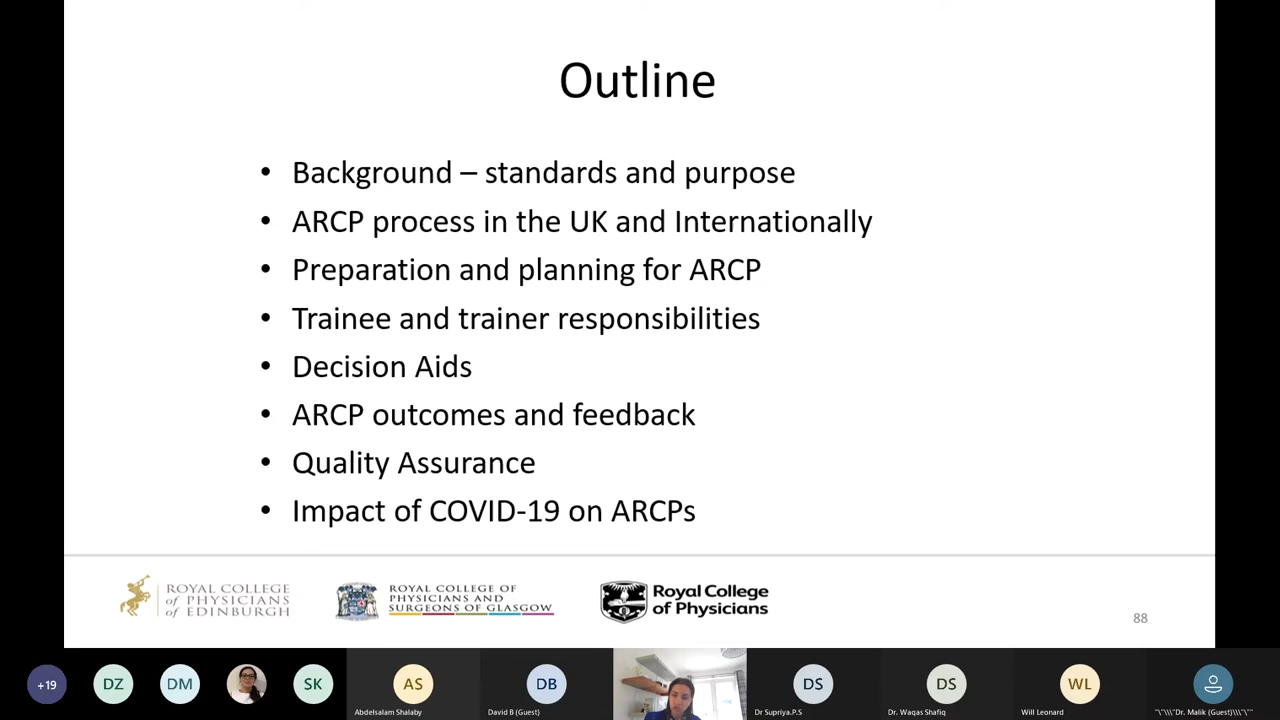 Outline
• Background – standards and purpose
• ARCP process in the UK and Internationally
• Preparation and planning for ARCP
• Trainee and trainer responsibilities
• Decision Aids
• ARCP outcomes and feedback
• Quality Assurance
• Impact of COVID-19 on ARCPs
ROYAL COLLEGE
of PHYSICIANS
of EDINBURGH
ROYAL COLLEGE OF
PHYSICIANS AND
SURGEONS OF GLASGOW
Royal College
of Physicians
88
+19
DZ
DM
SK
AS
Abdelsalam Shalaby
DB
David B (Guest)
DS
Dr Supriya.P.S
DS
Dr. Waqas Shafiq
WL
Will Leonard
"\"\\\"Dr. Malik (Guest)\\\\"\""